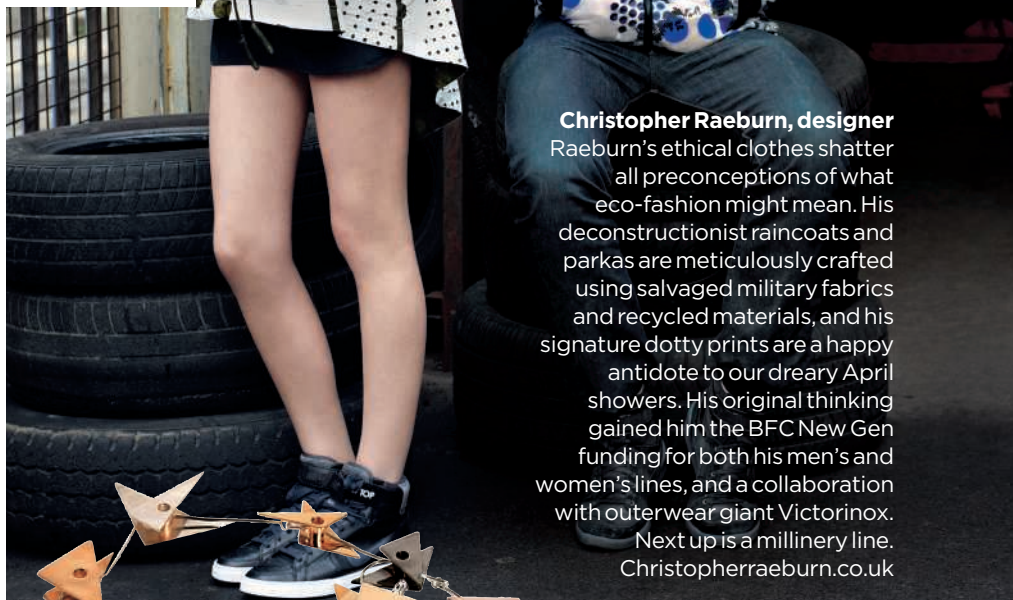 Christopher Raeburn, designer
Raeburn's ethical clothes shatter
all preconceptions of what
eco-fashion might mean. His
deconstructionist raincoats and
parkas are meticulously crafted
using salvaged military fabrics
and recycled materials, and his
signature dotty prints are a happy
antidote to our dreary April
showers. His original thinking
gained him the BFC New Gen
funding for both his men's and
women's lines, and a collaboration
with outerwear giant Victorinox.
Next up is a millinery line.
Christopherraeburn.co.uk
TOP